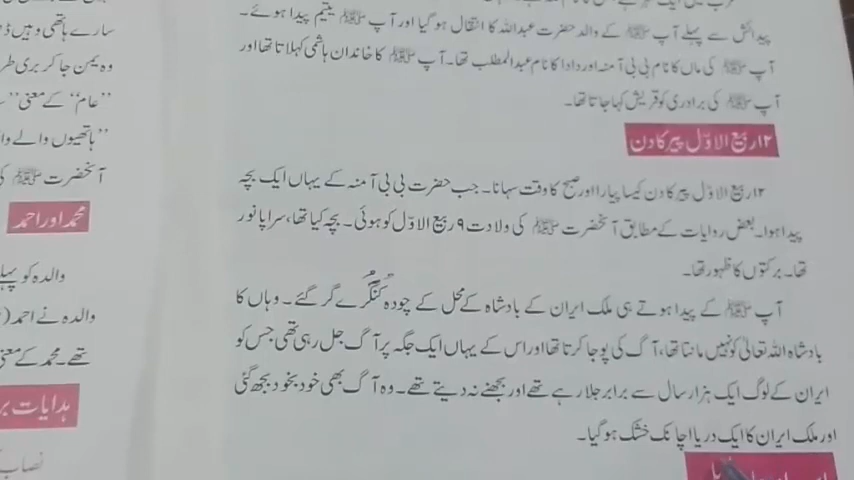 پیدائش سے پہلے آپ ﷺ کے والد حضرت عبداللہ کا انتقال ہو گیا اور آپ ﷺ یتیم پیدا ہوئے۔
آپ ﷺ کی ماں کا نام بی بی آمنہ اور دادا کا نام عبدالمطلب تھا۔ آپ ﷺ کا خاندان ہاشمی کہلاتا تھا اور
آپ ﷺ کی برادری کو قریش کہا جاتا تھا۔
۱۲ ربیع الاوّل پیر کا دن
۱۲ ربیع الاوّل پیر کا دن کیسا پیارا اور صبح کا وقت سہانا۔ جب حضرت بی بی آمنہ کے یہاں ایک بچہ
پیدا ہوا۔ بعض روایات کے مطابق آنحضرت ﷺ کی ولادت ۹ ربیع الاوّل کو ہوئی۔ بچہ کیا تھا، سراپا نور
تھا۔ برکتوں کا ظہور تھا۔
آپ ﷺ کے پیدا ہوتے ہی ملک ایران کے بادشاہ کے محل کے چودہ کُنگُرے گر گئے۔ وہاں کا
بادشاہ اللہ تعالیٰ کو نہیں مانتا تھا، آگ کی پوجا کرتا تھا اور اس کے یہاں ایک جگہ پر آگ جل رہی تھی جس کو
ایران کے لوگ ایک ہزار سال سے برابر جلا رہے تھے اور بجھنے نہ دیتے تھے۔ وہ آگ بھی خود بخود بجھ گئی
اور ملک ایران کا ایک دریا اچانک خشک ہو گیا۔
سارے ہاتھی وہیں
وہ یمن جا کر بری طر
”عام“ کے معنی
”ہاتھیوں والے وا
آنحضرت ﷺ کی
محمد اور احمد
والدہ کو پہلے
والدہ نے احمد (
تھے۔ محمد کے معنی
ہدایات بر
نصاب